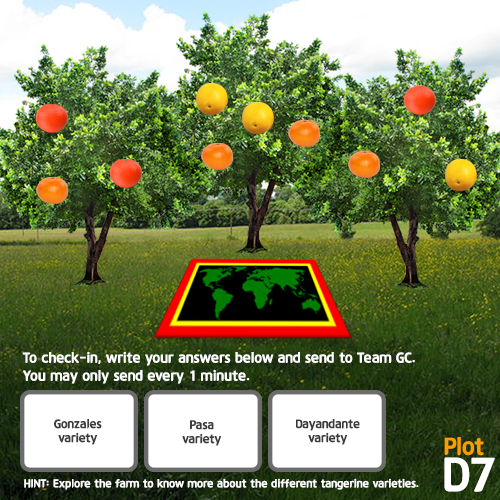 To check-in, write your answers below and send to Team GC.
You may only send every 1 minute.
Gonzales
variety
Pasa
variety
Dayandante
variety
Plot
D7
HINT: Explore the farm to know more about the different tangerine varieties.